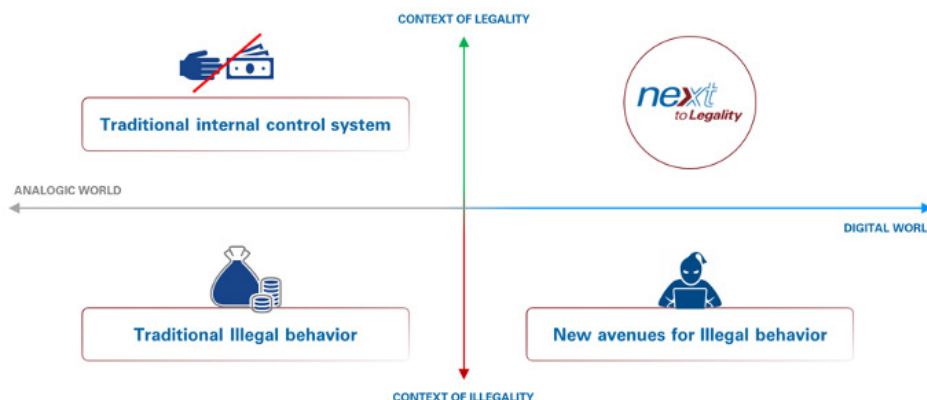 CONTEXT OF LEGALITY
Traditional internal control system
next
to Legality
ANALOGIC WORLD
DIGITAL WORL
Traditional Illegal behavior
New avenues for Illegal behavior
CONTEXT OF ILLEGALITY